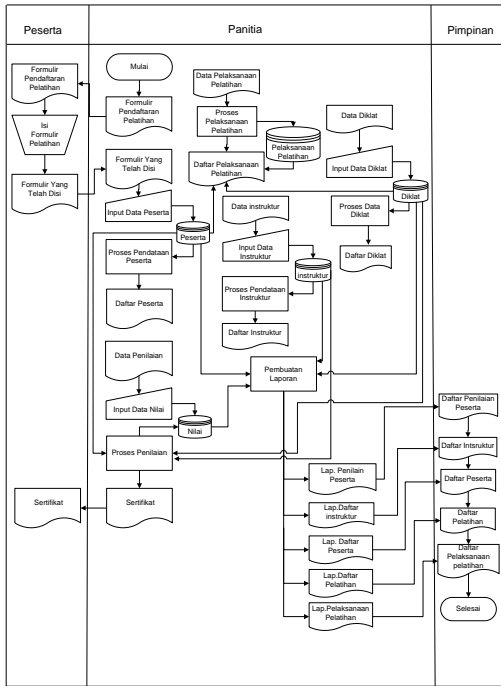 Peserta
Panitia
Pimpinan
Formulir
Pendaftaran
Pelatihan
Isi
Formulir
Pelatihan
Formulir Yang
Telah Disi
Mulai
Formulir
Pendaftaran
Pelatihan
Formulir Yang
Telah Disi
Input Data Peserta
Peserta
Proses Pendataan
Peserta
Daftar Peserta
Data Penilaian
Input Data Nilai
Nilai
Proses Penilaian
Sertifikat
Sertifikat
Data Pelaksanaan
Pelatihan
Proses
Pelaksanaan
Pelatihan
Pelaksanaan
Pelatihan
Daftar Pelaksanaan
Pelatihan
Data instruktur
Input Data
Instruktur
instruktur
Proses Pendataan
Instruktur
Daftar Instruktur
Data Diklat
Input Data Diklat
Diklat
Proses Data
Diklat
Daftar Diklat
Pembuatan
Laporan
Lap. Penilain
Peserta
Lap.Daftar
instruktur
Lap. Daftar
Peserta
Lap.Daftar
Pelatihan
Lap.Pelaksanaan
Pelatihan
Daftar Penilaian
Peserta
Daftar Intsruktur
Daftar Peserta
Daftar
Pelatihan
Daftar
Pelaksanaan
pelatihan
Selesai